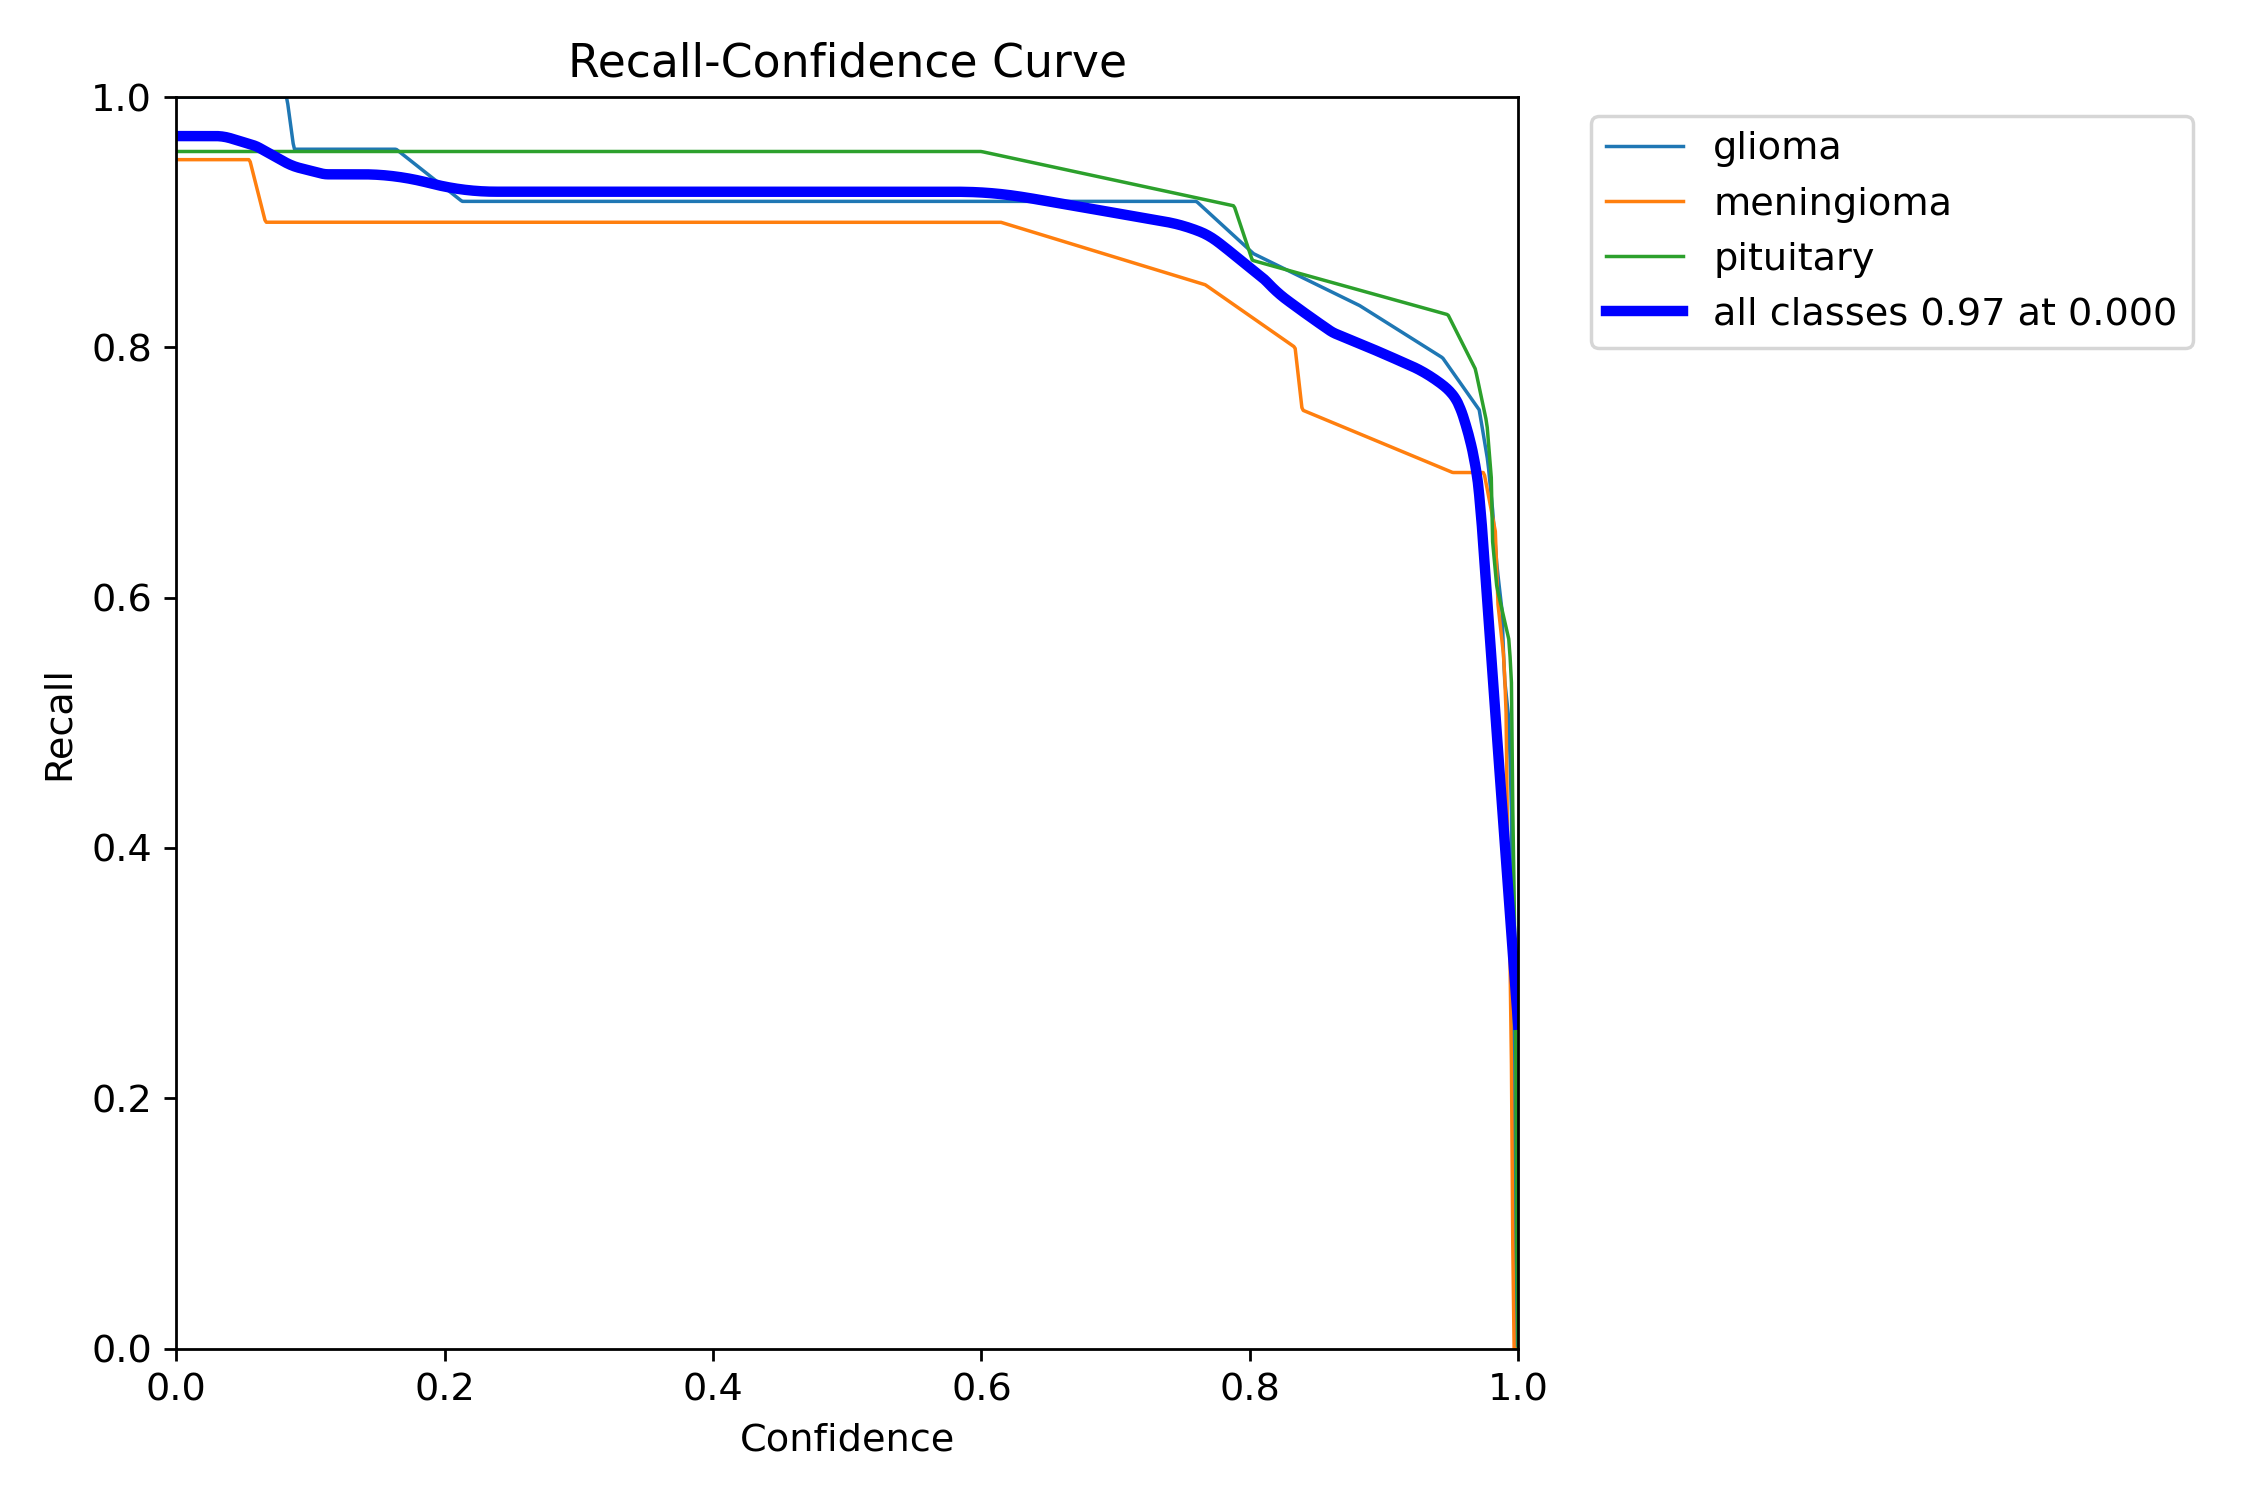 Recall-Confidence Curve
1.0
0.8
0.6
0.4
0.2
0.0
Recall
0.0 0.2 0.4 0.6 0.8 1.0
Confidence
glioma
meningioma
pituitary
all classes 0.97 at 0.000